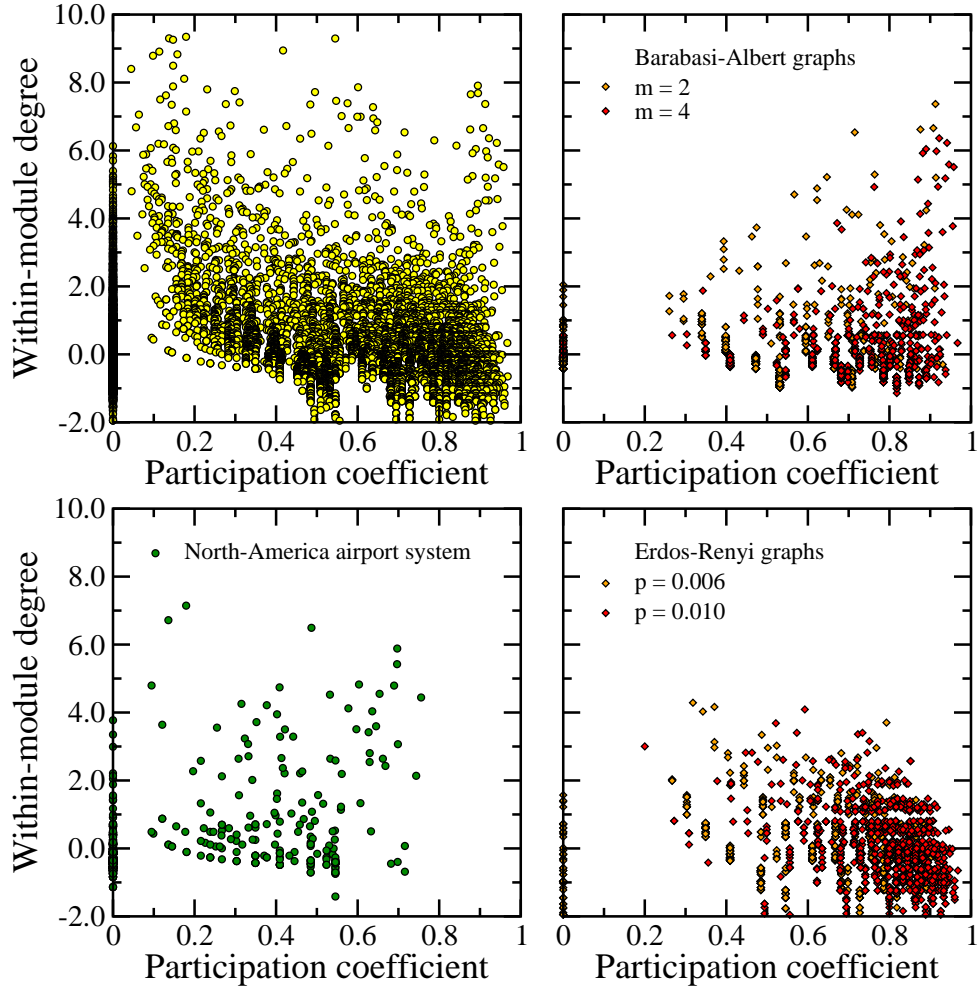 10.0
8.0
6.0
4.0
2.0
0.0
-2.0
Within-module degree
0
0.2
0.4
0.6
0.8
1
Participation coefficient
Barabasi-Albert graphs
m = 2
m = 4
0
0.2
0.4
0.6
0.8
1
Participation coefficient
10.0
8.0
6.0
4.0
2.0
0.0
-2.0
Within-module degree
North-America airport system
0
0.2
0.4
0.6
0.8
1
Participation coefficient
Erdos-Renyi graphs
p = 0.006
p = 0.010
0
0.2
0.4
0.6
0.8
1
Participation coefficient